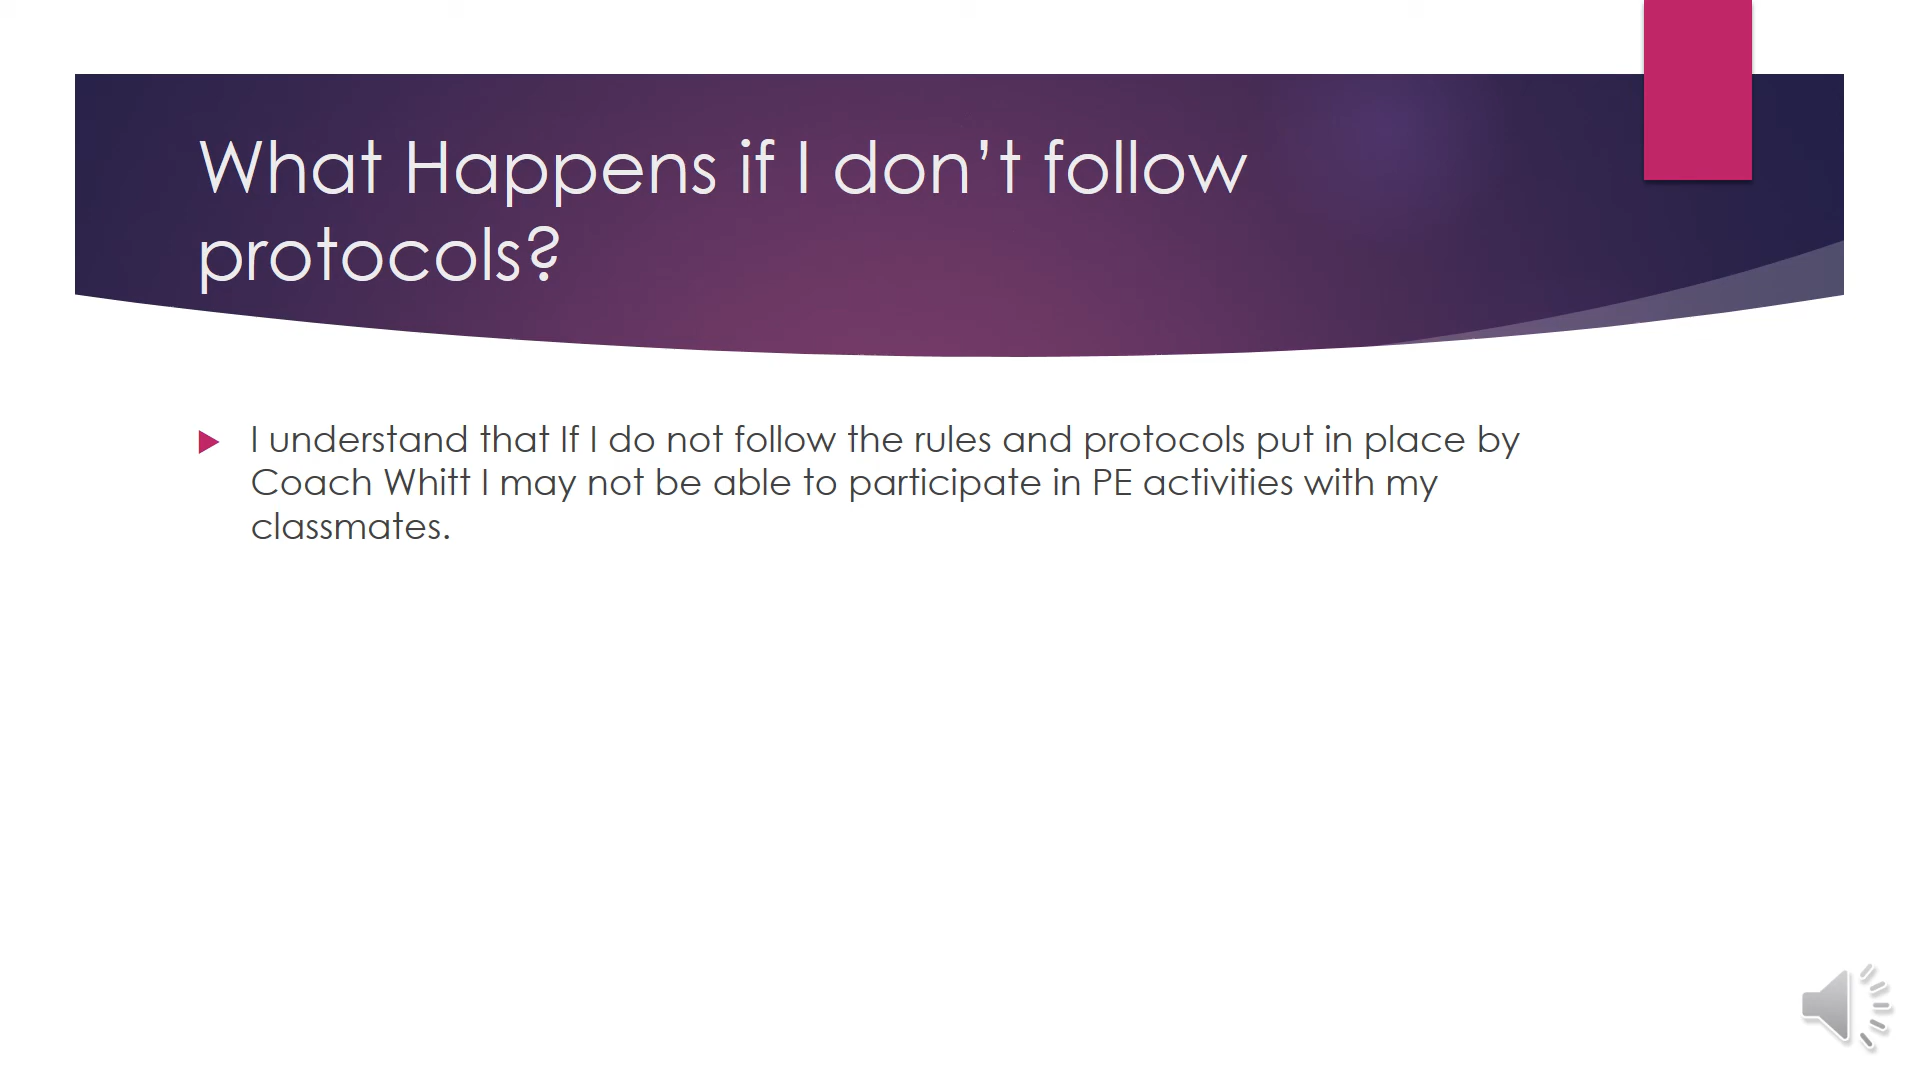 What Happens if I don’t follow
protocols?
I understand that If I do not follow the rules and protocols put in place by
Coach Whitt I may not be able to participate in PE activities with my
classmates.